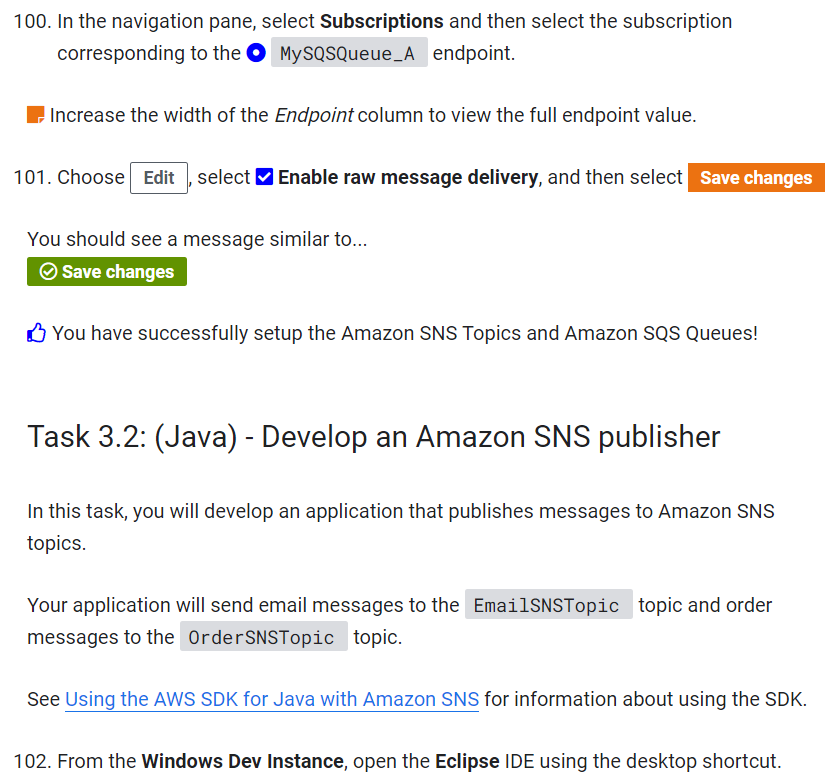 100. In the navigation pane, select Subscriptions and then select the subscription
corresponding to the MySQSQueue_A endpoint.
Increase the width of the Endpoint column to view the full endpoint value.
101. Choose Edit, select Enable raw message delivery, and then select Save changes
You should see a message similar to...
Save changes
You have successfully setup the Amazon SNS Topics and Amazon SQS Queues!
Task 3.2: (Java) - Develop an Amazon SNS publisher
In this task, you will develop an application that publishes messages to Amazon SNS
topics.
Your application will send email messages to the EmailSNSTopic topic and order
messages to the OrderSNSTopic topic.
See Using the AWS SDK for Java with Amazon SNS for information about using the SDK.
102. From the Windows Dev Instance, open the Eclipse IDE using the desktop shortcut.